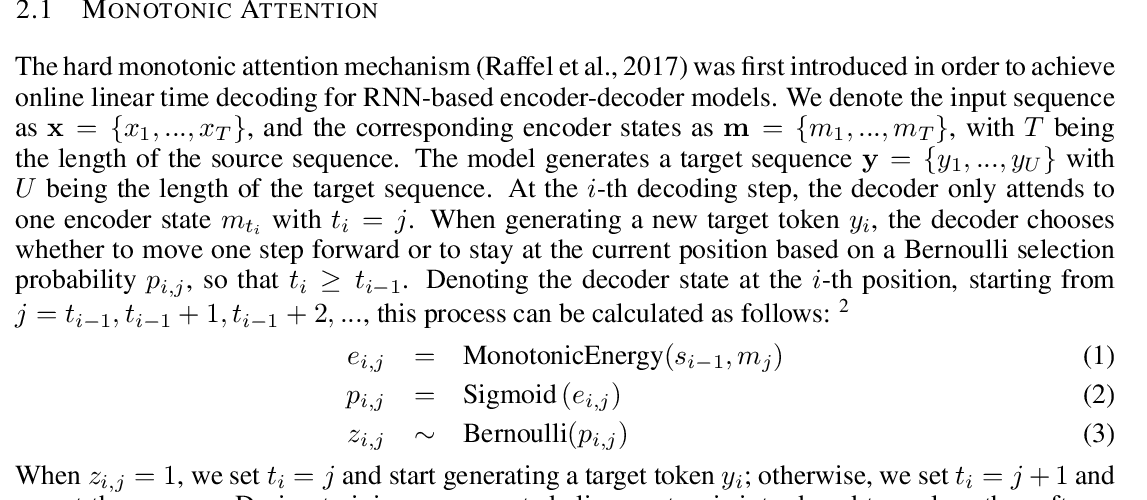 2.1 MONOTONIC ATTENTION
The hard monotonic attention mechanism (Raffel et al., 2017) was first introduced in order to achieve
online linear time decoding for RNN-based encoder-decoder models. We denote the input sequence
as x = {x_1, ..., x_T}, and the corresponding encoder states as m = {m_1, ..., m_T}, with T being
the length of the source sequence. The model generates a target sequence y = {y_1, ..., y_U} with
U being the length of the target sequence. At the i-th decoding step, the decoder only attends to
one encoder state m_{t_i} with t_i = j. When generating a new target token y_i, the decoder chooses
whether to move one step forward or to stay at the current position based on a Bernoulli selection
probability p_{i,j}, so that t_i ≥ t_{i−1}. Denoting the decoder state at the i-th position, starting from
j = t_{i−1}, t_{i−1} + 1, t_{i−1} + 2, ..., this process can be calculated as follows: ²
e_{i,j} = MonotonicEnergy(s_{i−1}, m_j) (1)
p_{i,j} = Sigmoid (e_{i,j}) (2)
z_{i,j} ∼ Bernoulli(p_{i,j}) (3)
When z_{i,j} = 1, we set t_i = j and start generating a target token y_i; otherwise, we set t_i = j + 1 and